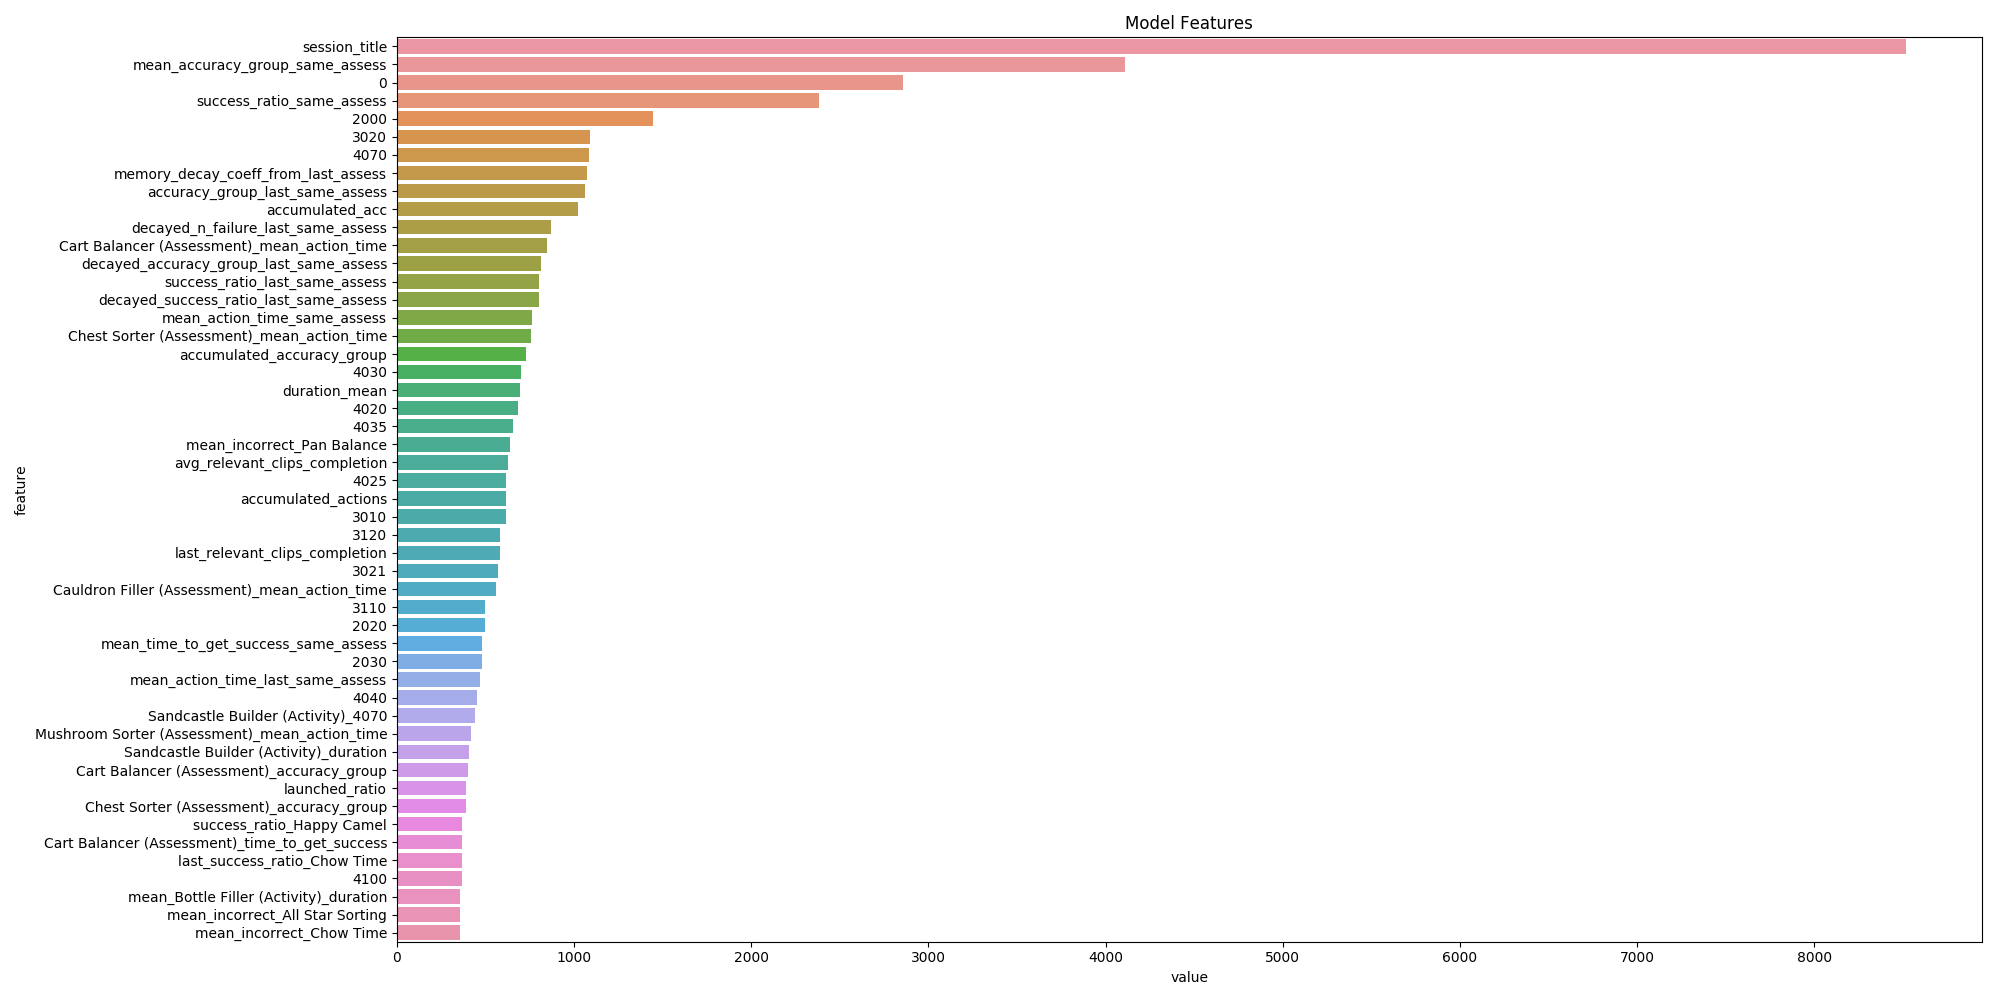 Model Features
session_title
mean_accuracy_group_same_assess
0
success_ratio_same_assess
2000
3020
4070
memory_decay_coeff_from_last_assess
accuracy_group_last_same_assess
accumulated_acc
decayed_n_failure_last_same_assess
Cart Balancer (Assessment)_mean_action_time
decayed_accuracy_group_last_same_assess
success_ratio_last_same_assess
decayed_success_ratio_last_same_assess
mean_action_time_same_assess
Chest Sorter (Assessment)_mean_action_time
accumulated_accuracy_group
4030
duration_mean
4020
4035
mean_incorrect_Pan Balance
avg_relevant_clips_completion
4025
accumulated_actions
3010
3120
last_relevant_clips_completion
3021
Cauldron Filler (Assessment)_mean_action_time
3110
2020
mean_time_to_get_success_same_assess
2030
mean_action_time_last_same_assess
4040
Sandcastle Builder (Activity)_4070
Mushroom Sorter (Assessment)_mean_action_time
Sandcastle Builder (Activity)_duration
Cart Balancer (Assessment)_accuracy_group
launched_ratio
Chest Sorter (Assessment)_accuracy_group
success_ratio_Happy Camel
Cart Balancer (Assessment)_time_to_get_success
last_success_ratio_Chow Time
4100
mean_Bottle Filler (Activity)_duration
mean_incorrect_All Star Sorting
mean_incorrect_Chow Time
feature
0 1000 2000 3000 4000 5000 6000 7000 8000
value